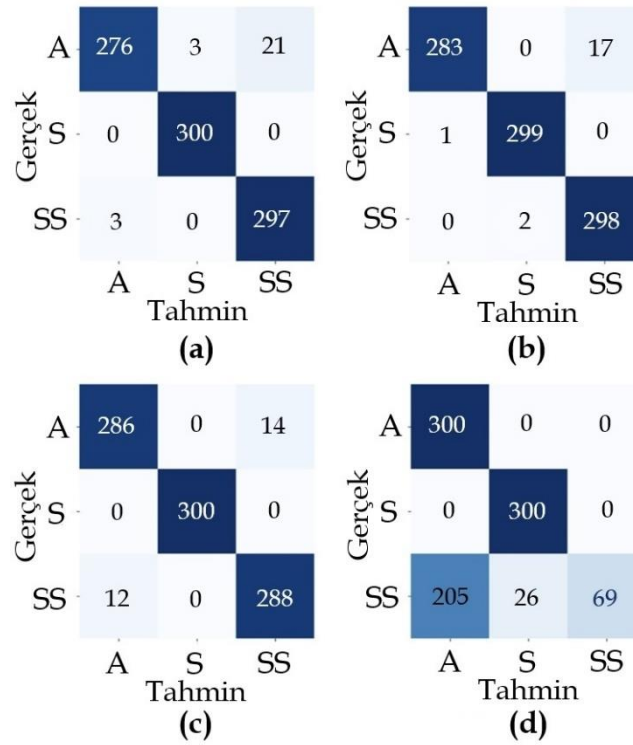 A 276 3 21
S 0 300 0
SS 3 0 297
Gerçek
A S SS
Tahmin
(a)
A 283 0 17
S 1 299 0
SS 0 2 298
Gerçek
A S SS
Tahmin
(b)
A 286 0 14
S 0 300 0
SS 12 0 288
Gerçek
A S SS
Tahmin
(c)
A 300 0 0
S 0 300 0
SS 205 26 69
Gerçek
A S SS
Tahmin
(d)